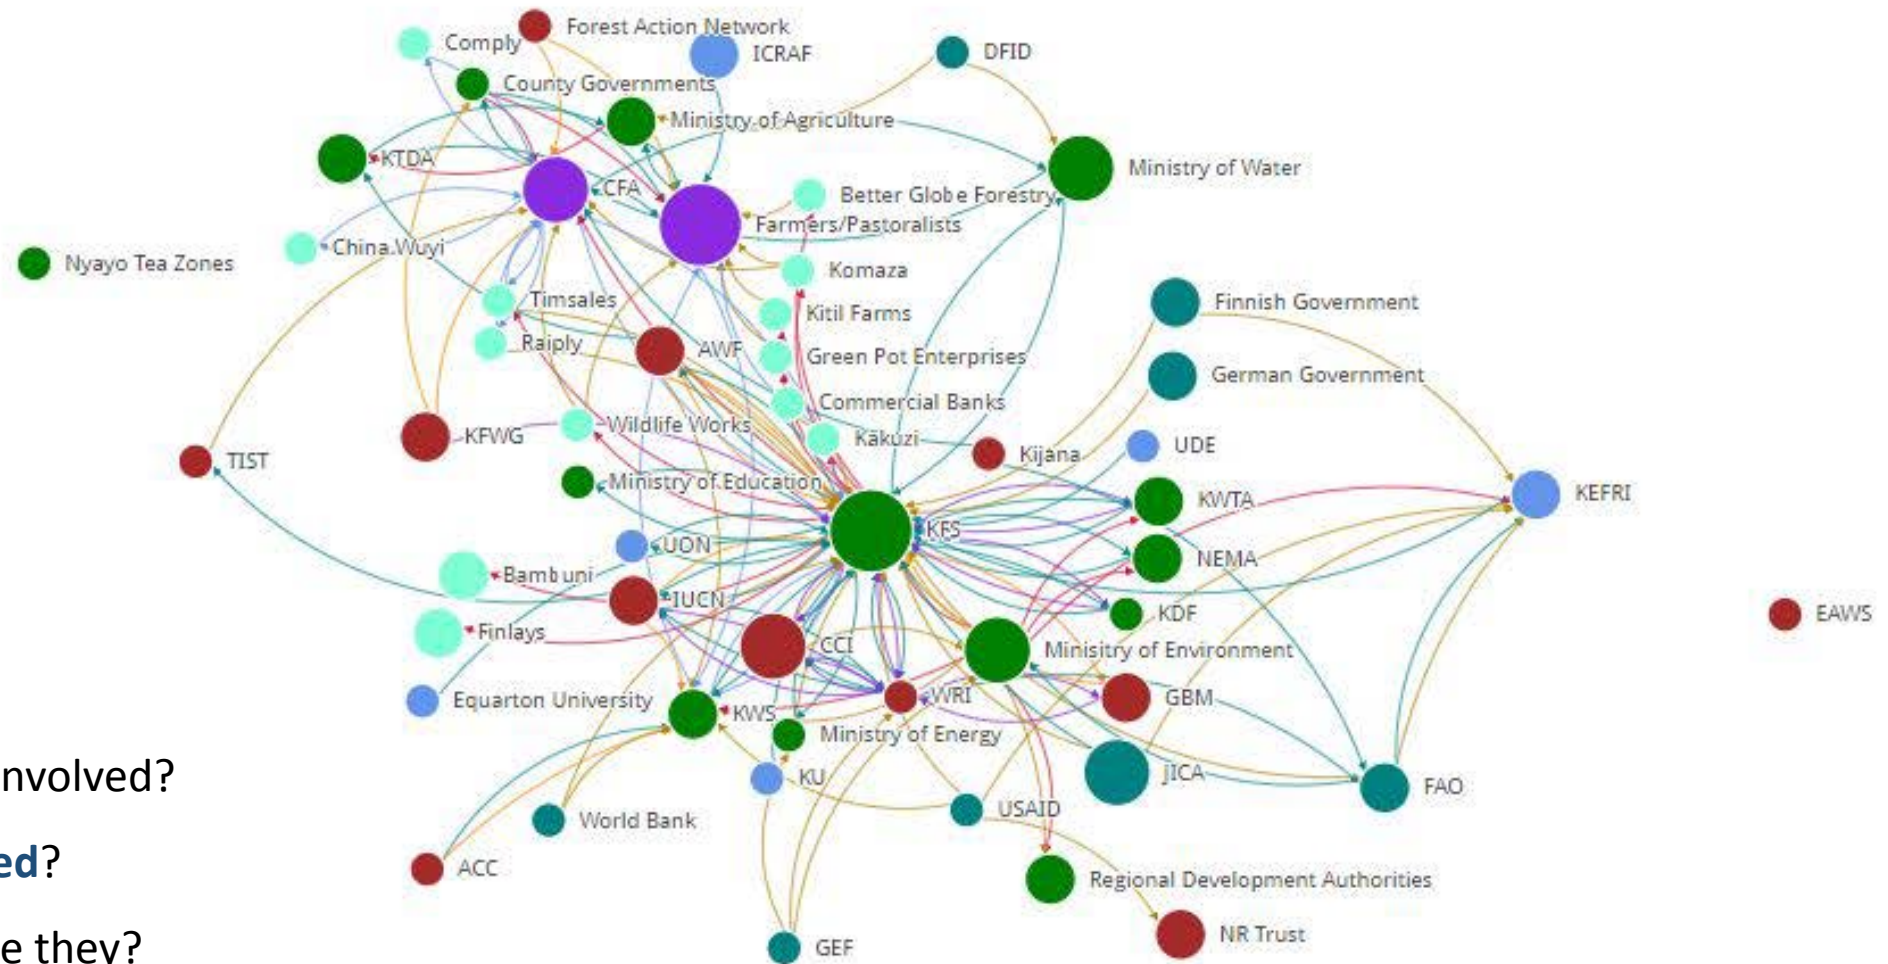 Forest Action Network
Comply
ICRAF
DFID
County Governments
Ministry of Agriculture
KTDA
Ministry of Water
CFA
Better Globe Forestry
Farmers/Pastoralists
China Wuyi
Nyayo Tea Zones
Komaza
Timsales
Finnish Government
Kitil Farms
Raiply
AWF
Green Pot Enterprises
German Government
Commercial Banks
Wildlife Works
KFWG
Kakuzi
UDE
Kijana
TIST
Ministry of Education
KEFRI
KWTA
KFS
UON
NEMA
Bambuni
IUCN
KDF
EAWS
Finlays
CCI
Minisitry of Environment
Equarton University
WRI
GBM
KWS
Ministry of Energy
nvolved?
KU
JICA
FAO
USAID
World Bank
ed?
ACC
Regional Development Authorities
NR Trust
e they?
GEF